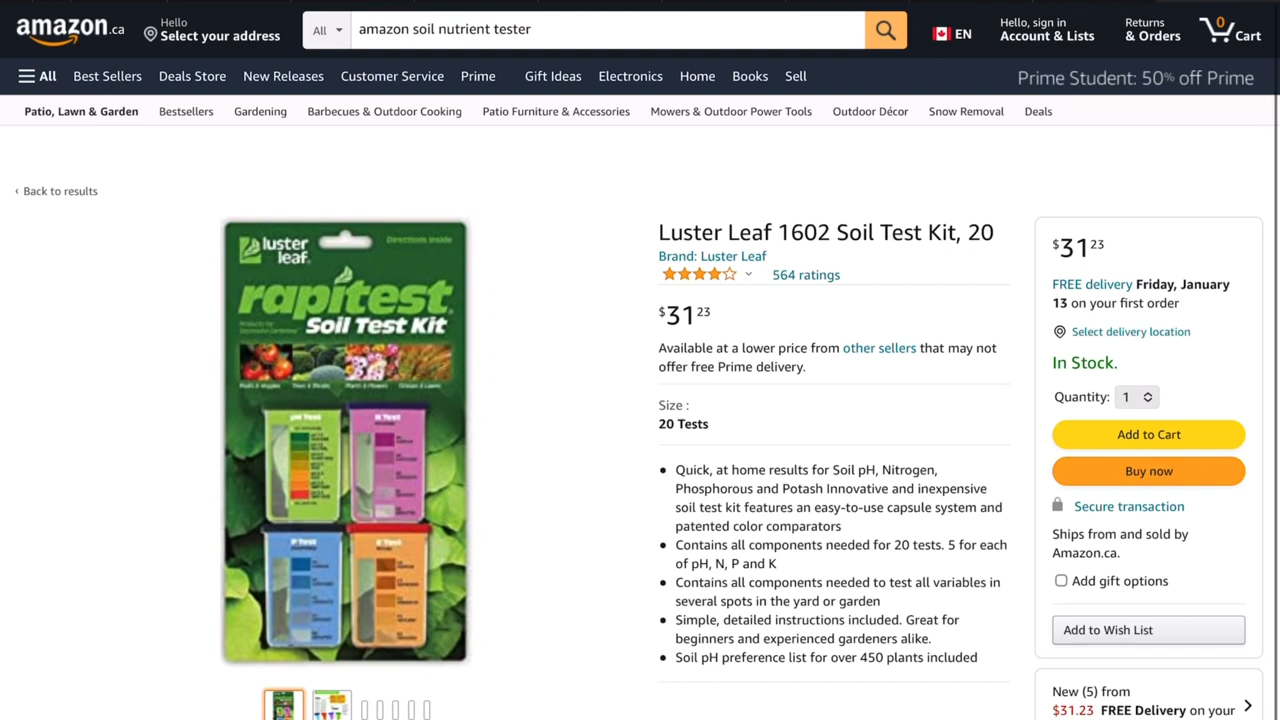 amazon.ca
Hello
Select your address
All
amazon soil nutrient tester
EN
Hello, sign in
Account & Lists
Returns
& Orders
0
Cart
All
Best Sellers
Deals Store
New Releases
Customer Service
Prime
Gift Ideas
Electronics
Home
Books
Sell
Prime Student: 50% off Prime
Patio, Lawn & Garden
Bestsellers
Gardening
Barbecues & Outdoor Cooking
Patio Furniture & Accessories
Mowers & Outdoor Power Tools
Outdoor Décor
Snow Removal
Deals
‹ Back to results
luster
leaf
Directions inside
rapitest
Soil Test Kit
pH Test
N Test
P Test
K Test
Luster Leaf 1602 Soil Test Kit, 20
Brand: Luster Leaf
564 ratings
$31 23
Available at a lower price from other sellers that may not
offer free Prime delivery.
Size :
20 Tests
Quick, at home results for Soil pH, Nitrogen,
Phosphorous and Potash Innovative and inexpensive
soil test kit features an easy-to-use capsule system and
patented color comparators
Contains all components needed for 20 tests. 5 for each
of pH, N, P and K
Contains all components needed to test all variables in
several spots in the yard or garden
Simple, detailed instructions included. Great for
beginners and experienced gardeners alike.
Soil pH preference list for over 450 plants included
$31 23
FREE delivery Friday, January
13 on your first order
Select delivery location
In Stock.
Quantity: 1
Add to Cart
Buy now
Secure transaction
Ships from and sold by
Amazon.ca.
Add gift options
Add to Wish List
New (5) from
$31.23 FREE Delivery on your